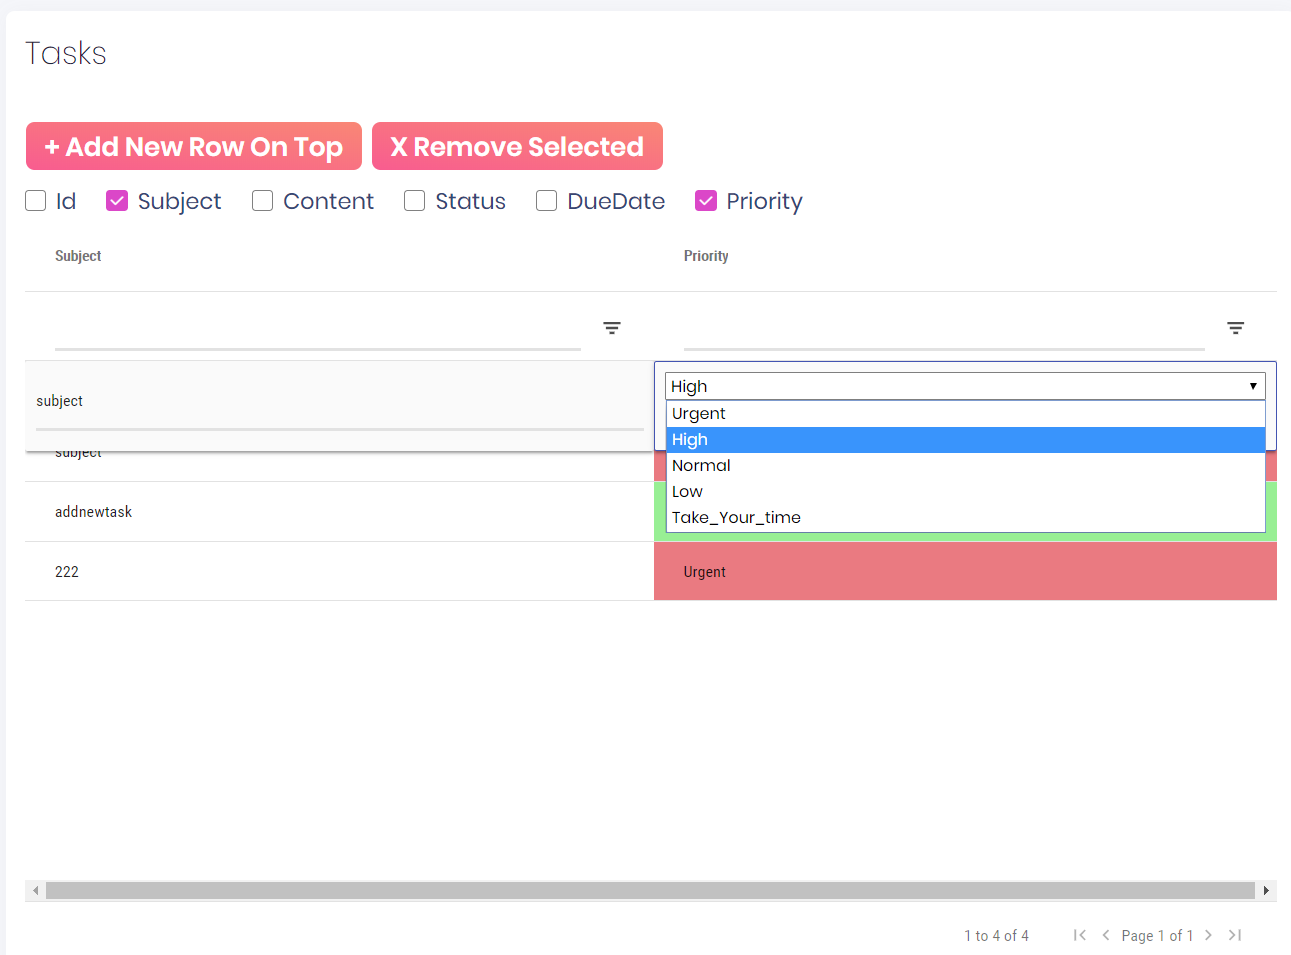 Tasks
+ Add New Row On Top X Remove Selected
Id Subject Content Status DueDate Priority
Subject Priority
subject High
Urgent
High
subject
Normal
Low
addnewtask
Take_Your_time
222 Urgent
1 to 4 of 4 Page 1 of 1